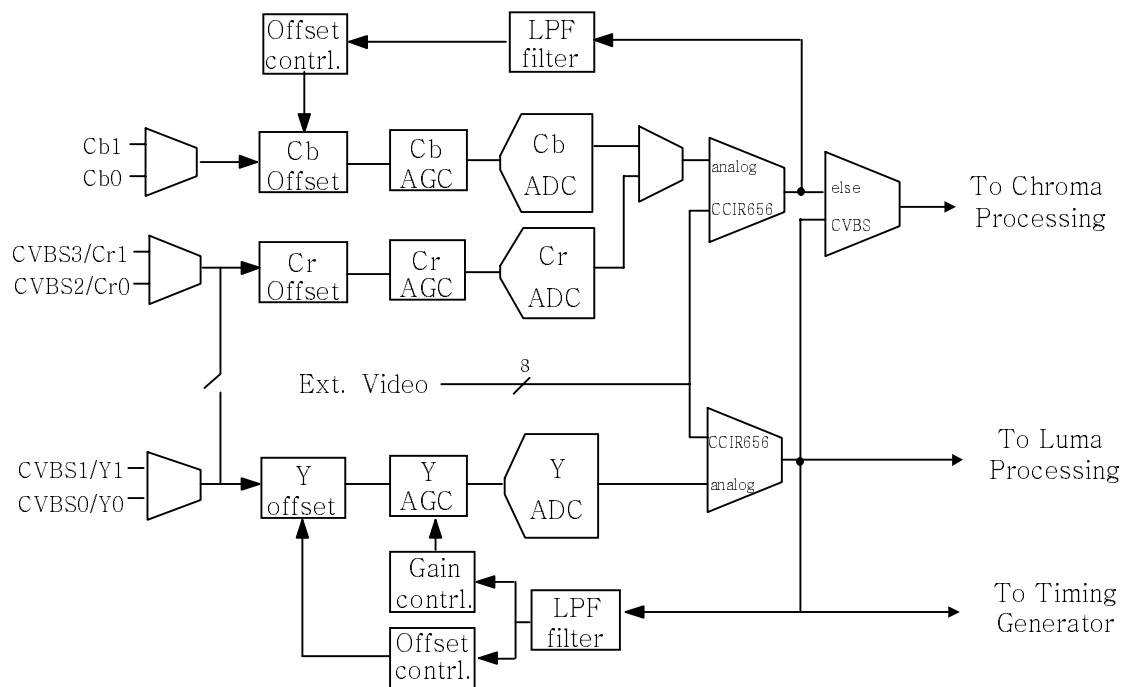 Offset
contrl.
LPF
filter
Cb1
Cb0
Cb
Offset
Cb
AGC
Cb
ADC
analog
CCIR656
else
CVBS
To Chroma
Processing
CVBS3/Cr1
CVBS2/Cr0
Cr
Offset
Cr
AGC
Cr
ADC
Ext. Video
8
CVBS1/Y1
CVBS0/Y0
Y
offset
Y
AGC
Y
ADC
CCIR656
analog
To Luma
Processing
Gain
contrl.
Offset
contrl.
LPF
filter
To Timing
Generator